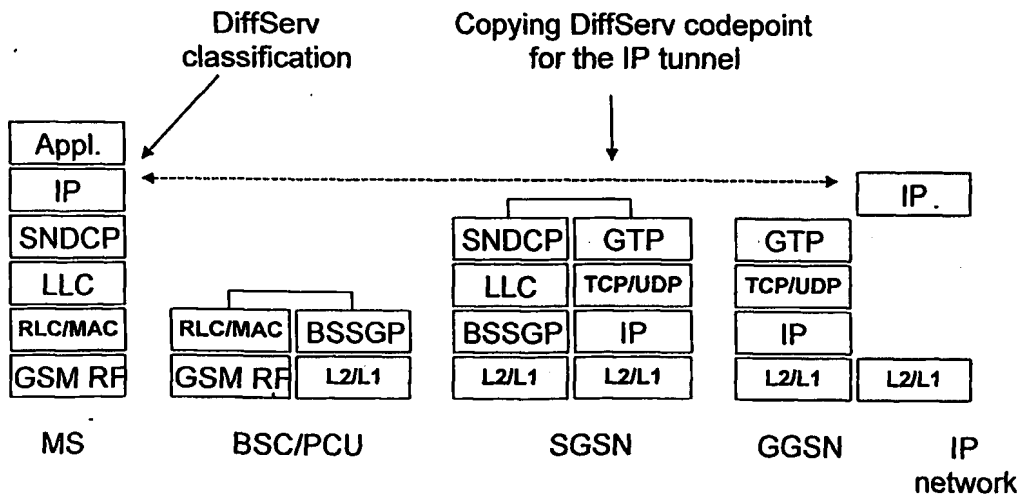 DiffServ
classification
Copying DiffServ codepoint
for the IP tunnel
Appl.
IP
IP .
SNDCP
SNDCP
GTP
GTP
LLC
LLC
TCP/UDP
TCP/UDP
RLC/MAC
RLC/MAC
BSSGP
BSSGP
IP
IP
GSM RF
GSM RF
L2/L1
L2/L1
L2/L1
L2/L1
L2/L1
MS
BSC/PCU
SGSN
GGSN
IP
network